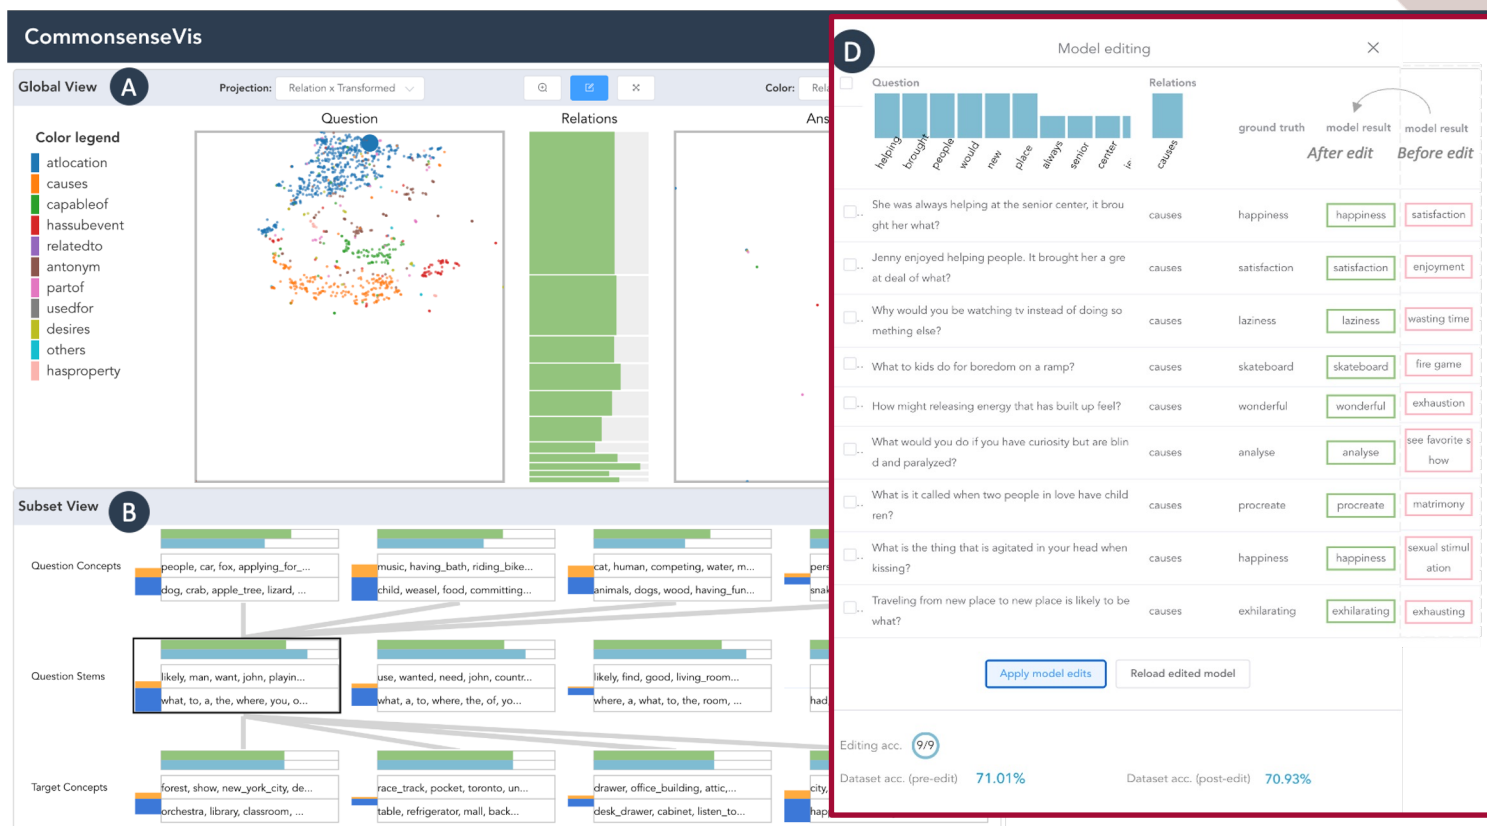 CommonsenseVis
Global View
A
Projection:
Relation x Transformed
Color:
Color legend
atlocation
causes
capableof
hassubevent
relatedto
antonym
partof
usedfor
desires
others
hasproperty
Question
Relations
Subset View
B
Question Concepts
people, car, fox, applying_for_...
dog, crab, apple_tree, lizard, ...
music, having_bath, riding_bike...
child, weasel, food, committing...
cat, human, competing, water, m...
animals, dogs, wood, having_fun...
Question Stems
likely, man, want, john, playin...
what, to, a, the, where, you, o...
use, wanted, need, john, countr...
what, a, to, where, the, of, yo...
likely, find, good, living_room...
where, a, what, to, the, room, ...
had,
Target Concepts
forest, show, new_york_city, de...
orchestra, library, classroom, ...
race_track, pocket, toronto, un...
table, refrigerator, mall, back...
drawer, office_building, attic,...
desk_drawer, cabinet, listen_to...
city,
D
Model editing
Question
Relations
helping
brought
people
would
new
place
always
senior
center
causes
ground truth
model result
model result
After edit
Before edit
She was always helping at the senior center, it brou
ght her what?
causes
happiness
happiness
satisfaction
Jenny enjoyed helping people. It brought her a gre
at deal of what?
causes
satisfaction
satisfaction
enjoyment
Why would you be watching tv instead of doing so
mething else?
causes
laziness
laziness
wasting time
What to kids do for boredom on a ramp?
causes
skateboard
skateboard
fire game
How might releasing energy that has built up feel?
causes
wonderful
wonderful
exhaustion
What would you do if you have curiosity but are blin
d and paralyzed?
causes
analyse
analyse
see favorite s
how
What is it called when two people in love have child
ren?
causes
procreate
procreate
matrimony
What is the thing that is agitated in your head when
kissing?
causes
happiness
happiness
sexual stimul
ation
Traveling from new place to new place is likely to be
what?
causes
exhilarating
exhilarating
exhausting
Apply model edits
Reload edited model
Editing acc.
9/9
Dataset acc. (pre-edit)
71.01%
Dataset acc. (post-edit)
70.93%